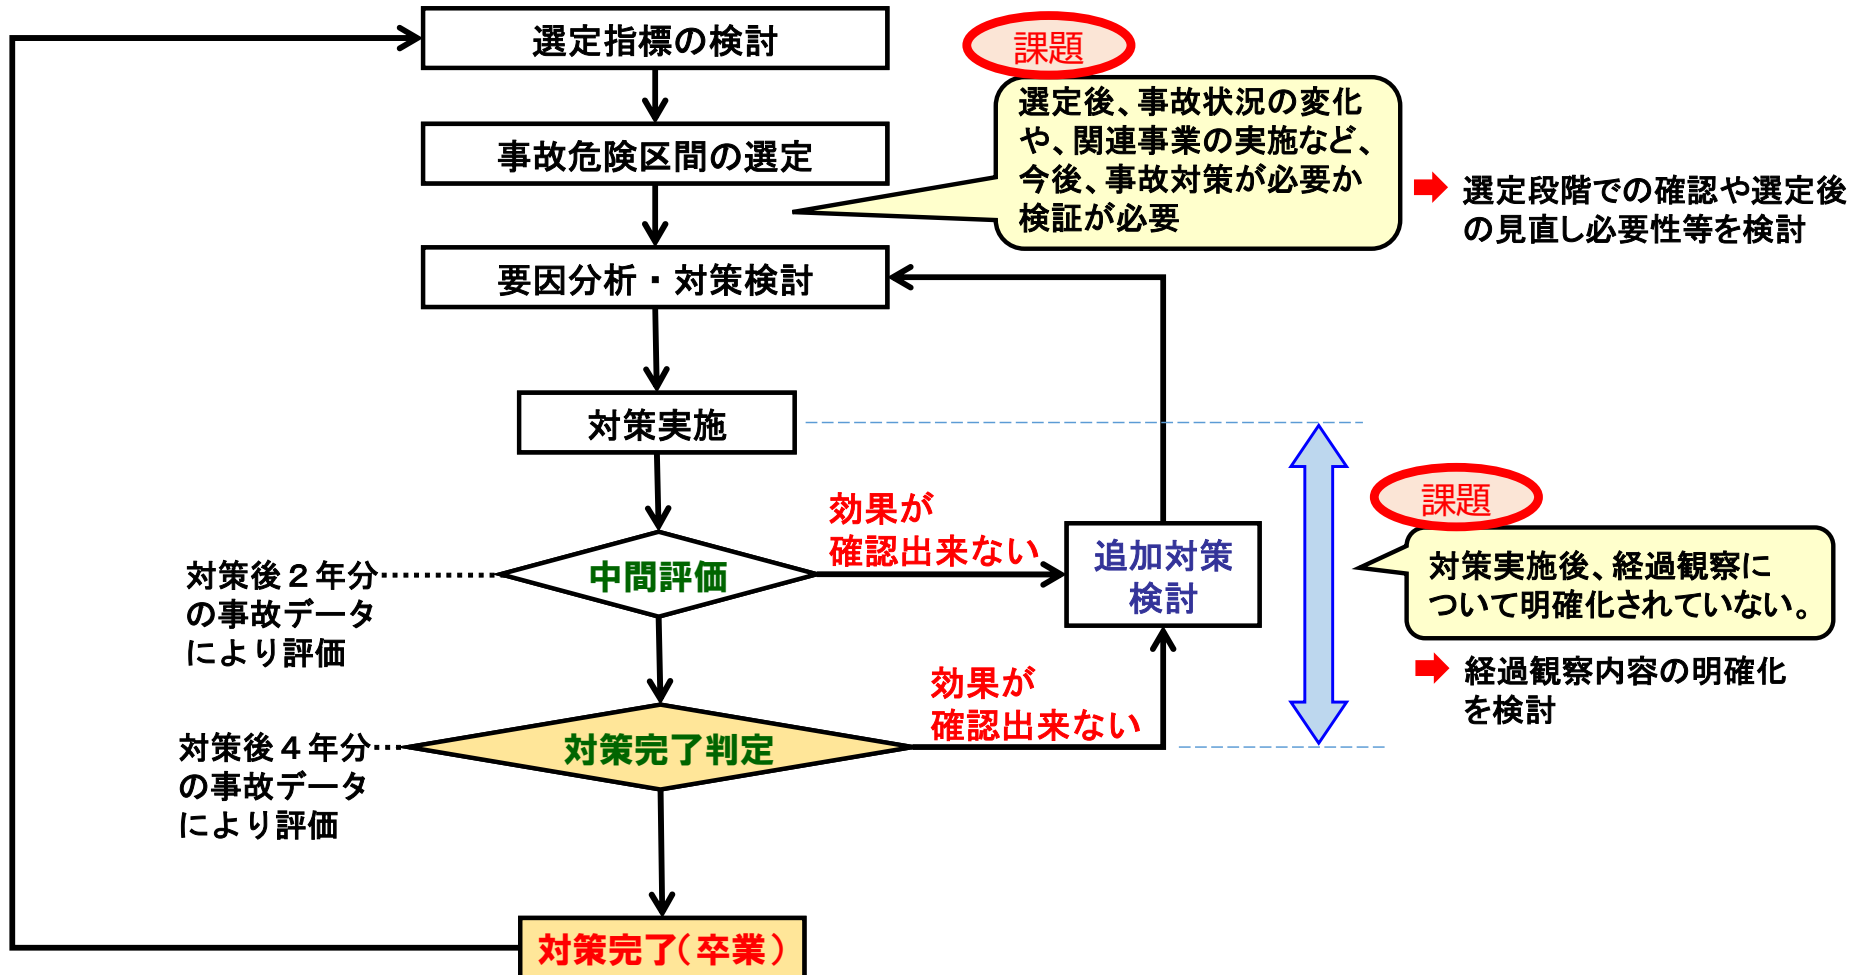 選定指標の検討
課題
選定後、事故状況の変化
や、関連事業の実施など、
今後、事故対策が必要か
検証が必要
事故危険区間の選定
選定段階での確認や選定後
の見直し必要性等を検討
要因分析・対策検討
対策実施
課題
対策実施後、経過観察に
ついて明確化されていない。
効果が
確認出来ない
追加対策
検討
中間評価
対策後２年分
の事故データ
により評価
経過観察内容の明確化
を検討
効果が
確認出来ない
対策完了判定
対策後４年分
の事故データ
により評価
対策完了（卒業）